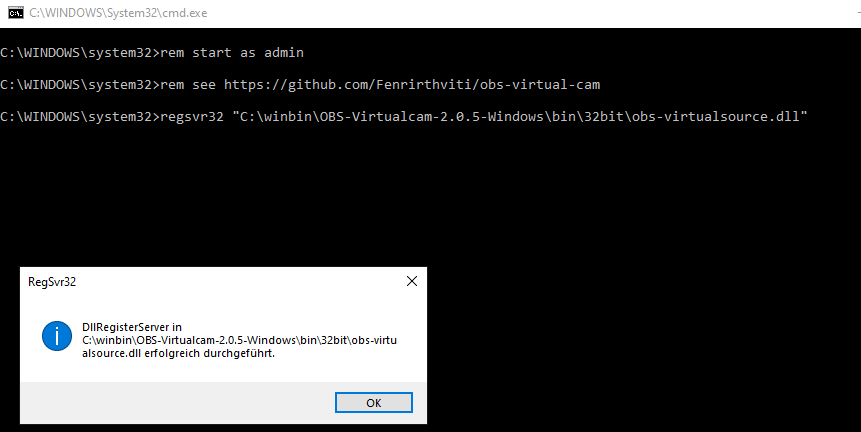 C:\WINDOWS\System32\cmd.exe
C:\WINDOWS\system32>rem start as admin
C:\WINDOWS\system32>rem see https://github.com/Fenrirthviti/obs-virtual-cam
C:\WINDOWS\system32>regsvr32 "C:\winbin\OBS-Virtualcam-2.0.5-Windows\bin\32bit\obs-virtualsource.dll"
RegSvr32
DllRegisterServer in
C:\winbin\OBS-Virtualcam-2.0.5-Windows\bin\32bit\obs-virtu
alsource.dll erfolgreich durchgeführt.
OK